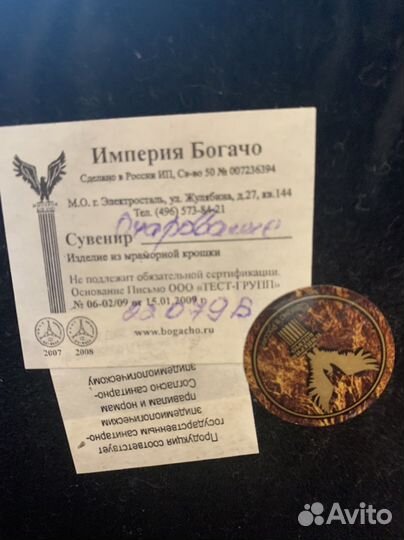 Империя Богачо
Сделано в России ИП, Св-во 50 № 007236394
М.О. г. Электросталь, ул. Жулябина, д.27, кв.144
Тел. (496) 573-84-21
Сувенир Очарование
Изделие из мраморной крошки
Не подлежит обязательной сертификации.
Основание Письмо ООО «ТЕСТ-ГРУПП»
№ 06-02/09 от 15.01.2009 г.
02079Б
www.bogacho.ru
2007 2008
Продукция соответствует
государственным санитарно-
эпидемиологическим
правилам и нормам
Согласно санитарно-
эпидемиологическому
Avito